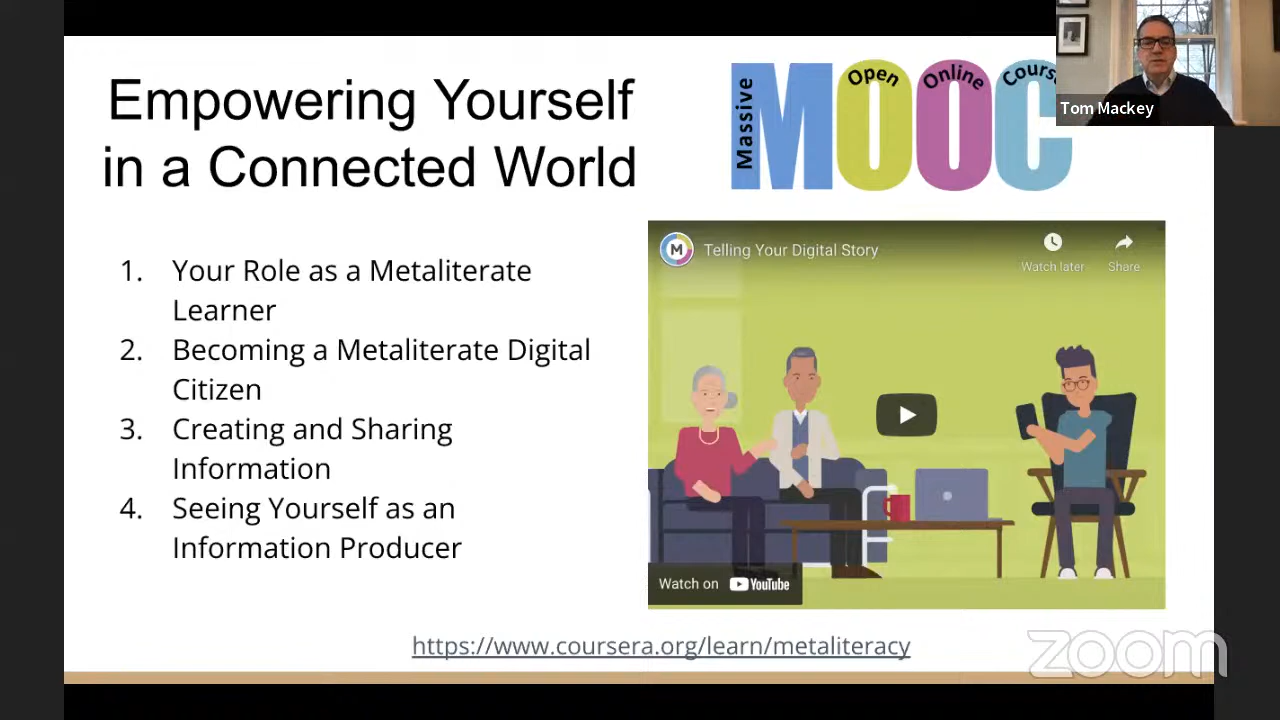 Empowering Yourself
in a Connected World
Massive
Open
Online
MOOC
Tom Mackey
1. Your Role as a Metaliterate
Learner
2. Becoming a Metaliterate Digital
Citizen
3. Creating and Sharing
Information
4. Seeing Yourself as an
Information Producer
M
Telling Your Digital Story
Watch later
Share
Watch on YouTube
https://www.coursera.org/learn/metaliteracy
zoom